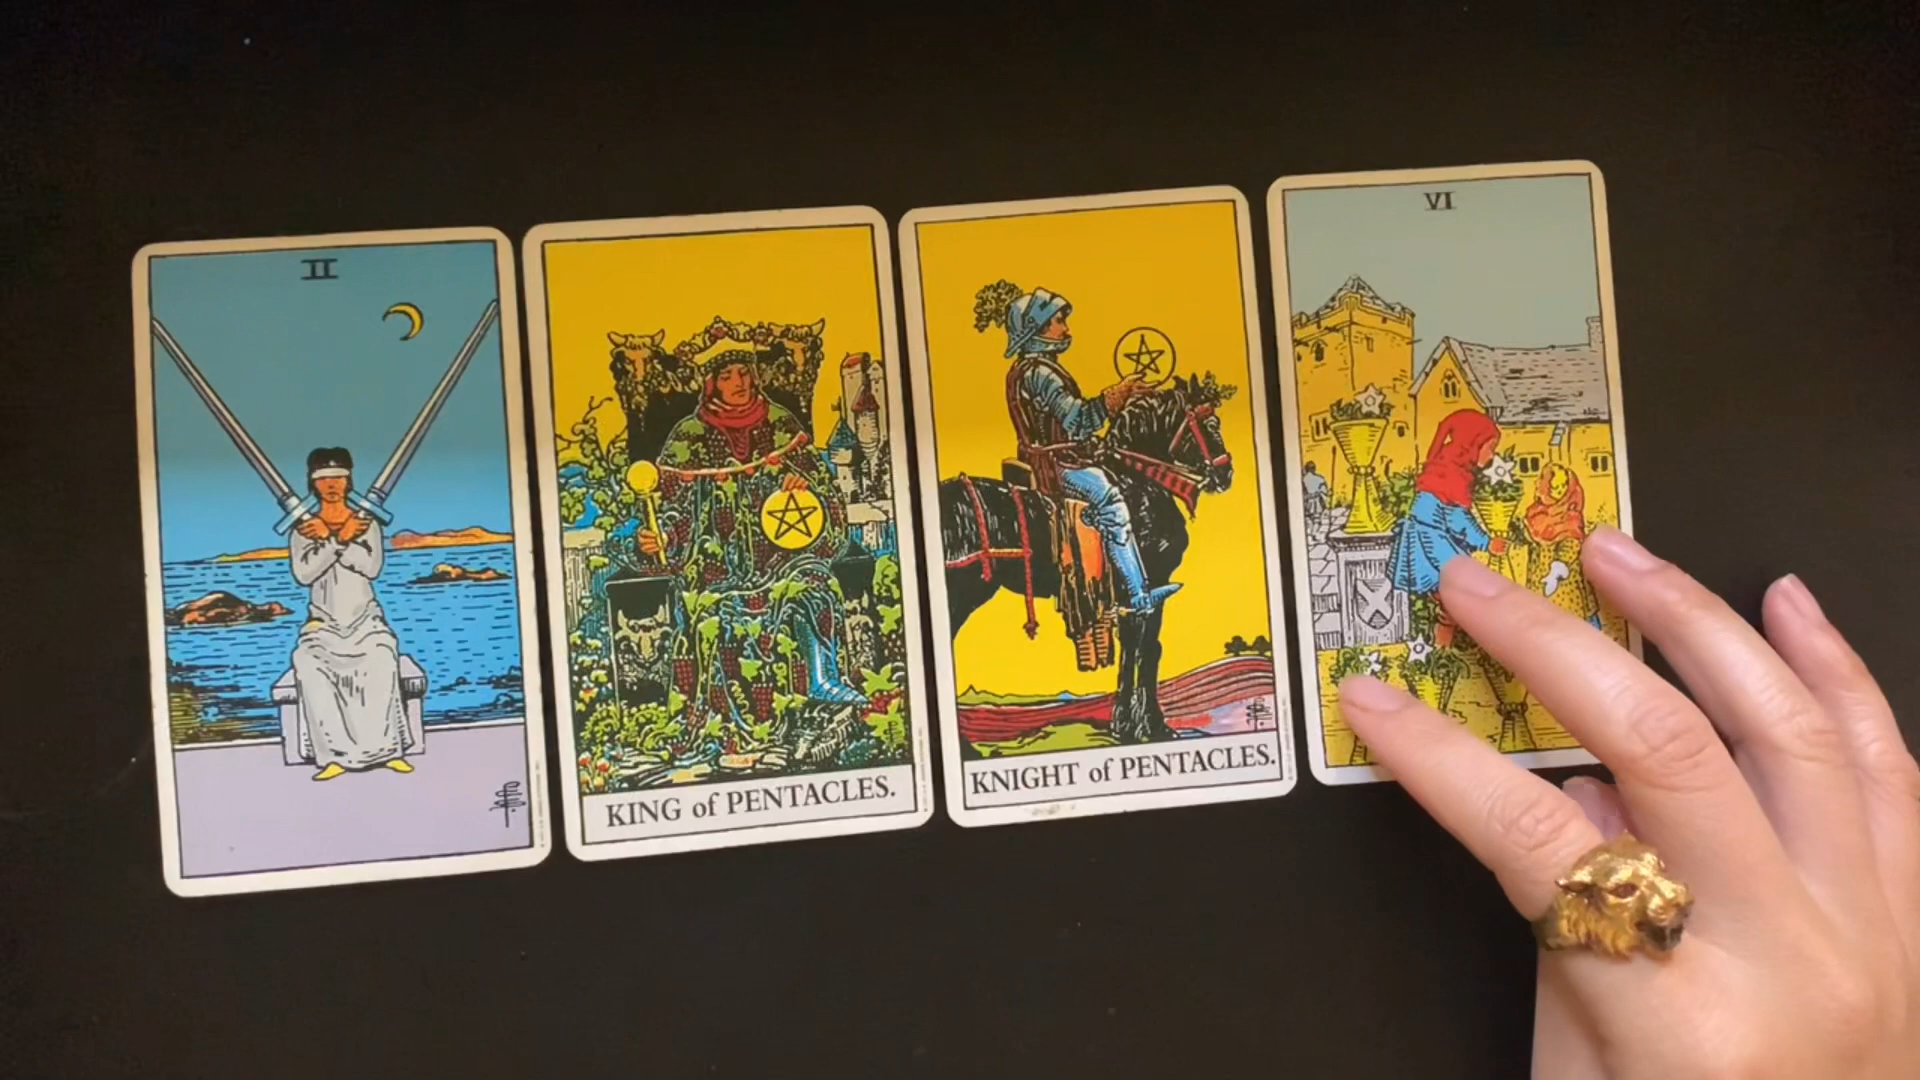 II
KING of PENTACLES.
KNIGHT of PENTACLES.
VI